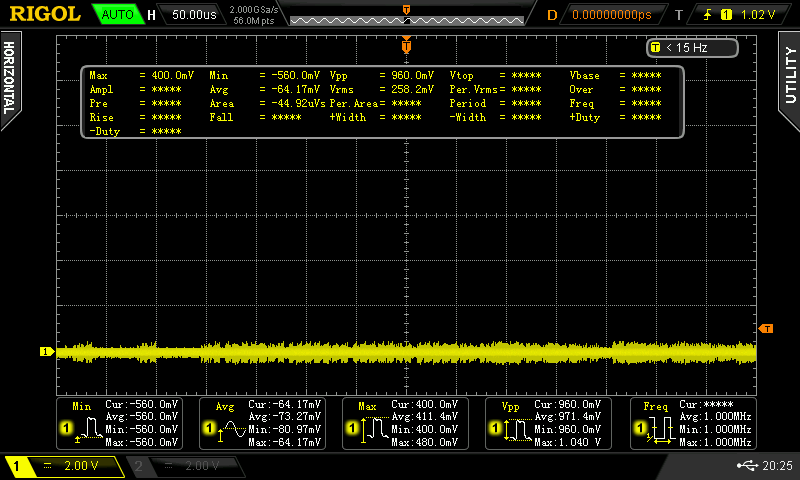 RIGOL AUTO H 50.00us 2.000GSa/s D 0.00000000ps T 1 1.02 V
56.0M pts
T
T
T < 15 Hz
HORIZONTAL
UTILITY
Max = 400.0mV Min = -560.0mV Vpp = 960.0mV Vtop = ***** Vbase = *****
Ampl = ***** Avg = -64.17mV Vrms = 258.2mV Per.Vrms= ***** Over = *****
Pre = ***** Area = -44.92uVs Per.Area= ***** Period = ***** Freq = *****
Rise = ***** Fall = ***** +Width = ***** -Width = ***** +Duty = *****
-Duty = *****
T
1
1 Min Cur:-560.0mV
Avg:-560.0mV
Min:-560.0mV
Max:-560.0mV
1 Avg Cur:-64.17mV
Avg:-73.27mV
Min:-80.97mV
Max:-64.17mV
1 Max Cur:400.0mV
Avg:411.4mV
Min:400.0mV
Max:480.0mV
1 Vpp Cur:960.0mV
Avg:971.4mV
Min:960.0mV
Max:1.040 V
1 Freq Cur:*****
Avg:1.000MHz
Min:1.000MHz
Max:1.000MHz
1 2.00 V 2 2.00 V 20:25